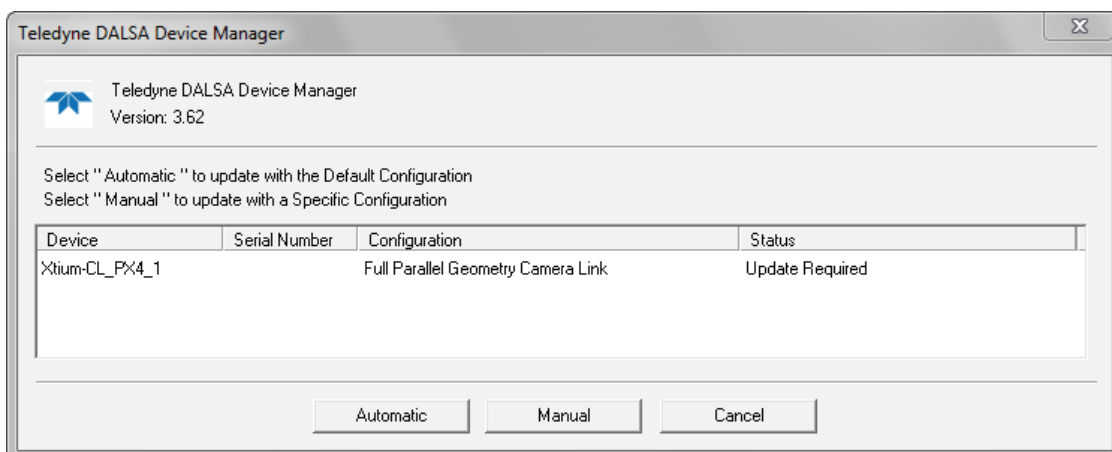 Teledyne DALSA Device Manager
Teledyne DALSA Device Manager
Version: 3.62
Select "Automatic" to update with the Default Configuration
Select "Manual" to update with a Specific Configuration
Device Serial Number Configuration Status
Xtium-CL_PX4_1 Full Parallel Geometry Camera Link Update Required
Automatic Manual Cancel